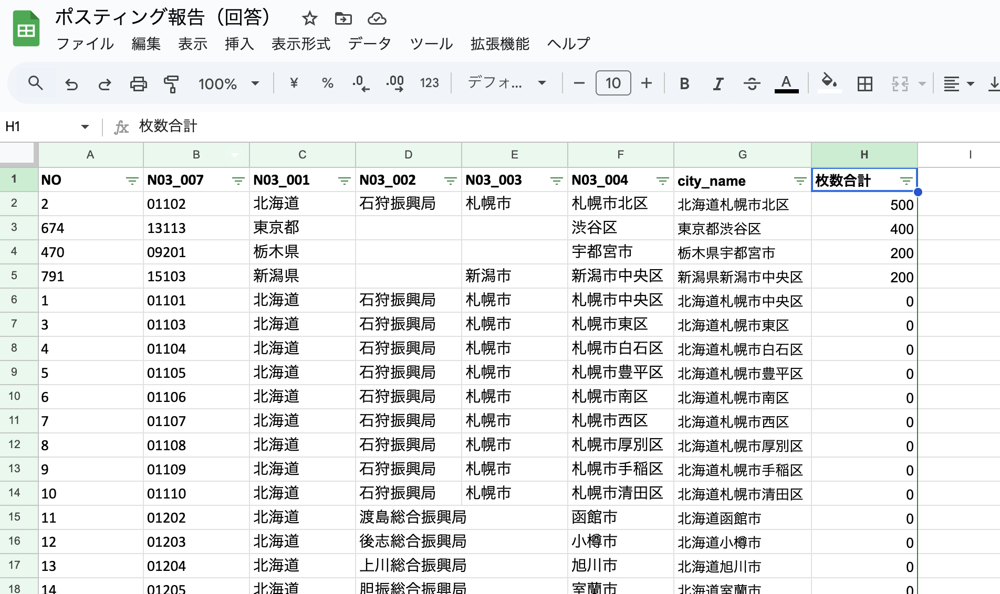 ポスティング報告（回答）
ファイル 編集 表示 挿入 表示形式 データ ツール 拡張機能 ヘルプ
100% ¥ % .0 .00 123 デフォ... 10 B I S A
H1 fx 枚数合計
A B C D E F G H I
1 NO N03_007 N03_001 N03_002 N03_003 N03_004 city_name 枚数合計
2 2 01102 北海道 石狩振興局 札幌市 札幌市北区 北海道札幌市北区 500
3 674 13113 東京都 渋谷区 東京都渋谷区 400
4 470 09201 栃木県 宇都宮市 栃木県宇都宮市 200
5 791 15103 新潟県 新潟市 新潟市中央区 新潟県新潟市中央区 200
6 1 01101 北海道 石狩振興局 札幌市 札幌市中央区 北海道札幌市中央区 0
7 3 01103 北海道 石狩振興局 札幌市 札幌市東区 北海道札幌市東区 0
8 4 01104 北海道 石狩振興局 札幌市 札幌市白石区 北海道札幌市白石区 0
9 5 01105 北海道 石狩振興局 札幌市 札幌市豊平区 北海道札幌市豊平区 0
10 6 01106 北海道 石狩振興局 札幌市 札幌市南区 北海道札幌市南区 0
11 7 01107 北海道 石狩振興局 札幌市 札幌市西区 北海道札幌市西区 0
12 8 01108 北海道 石狩振興局 札幌市 札幌市厚別区 北海道札幌市厚別区 0
13 9 01109 北海道 石狩振興局 札幌市 札幌市手稲区 北海道札幌市手稲区 0
14 10 01110 北海道 石狩振興局 札幌市 札幌市清田区 北海道札幌市清田区 0
15 11 01202 北海道 渡島総合振興局 函館市 北海道函館市 0
16 12 01203 北海道 後志総合振興局 小樽市 北海道小樽市 0
17 13 01204 北海道 上川総合振興局 旭川市 北海道旭川市 0
18 14 01205 北海道 胆振総合振興局 室蘭市 北海道室蘭市 0